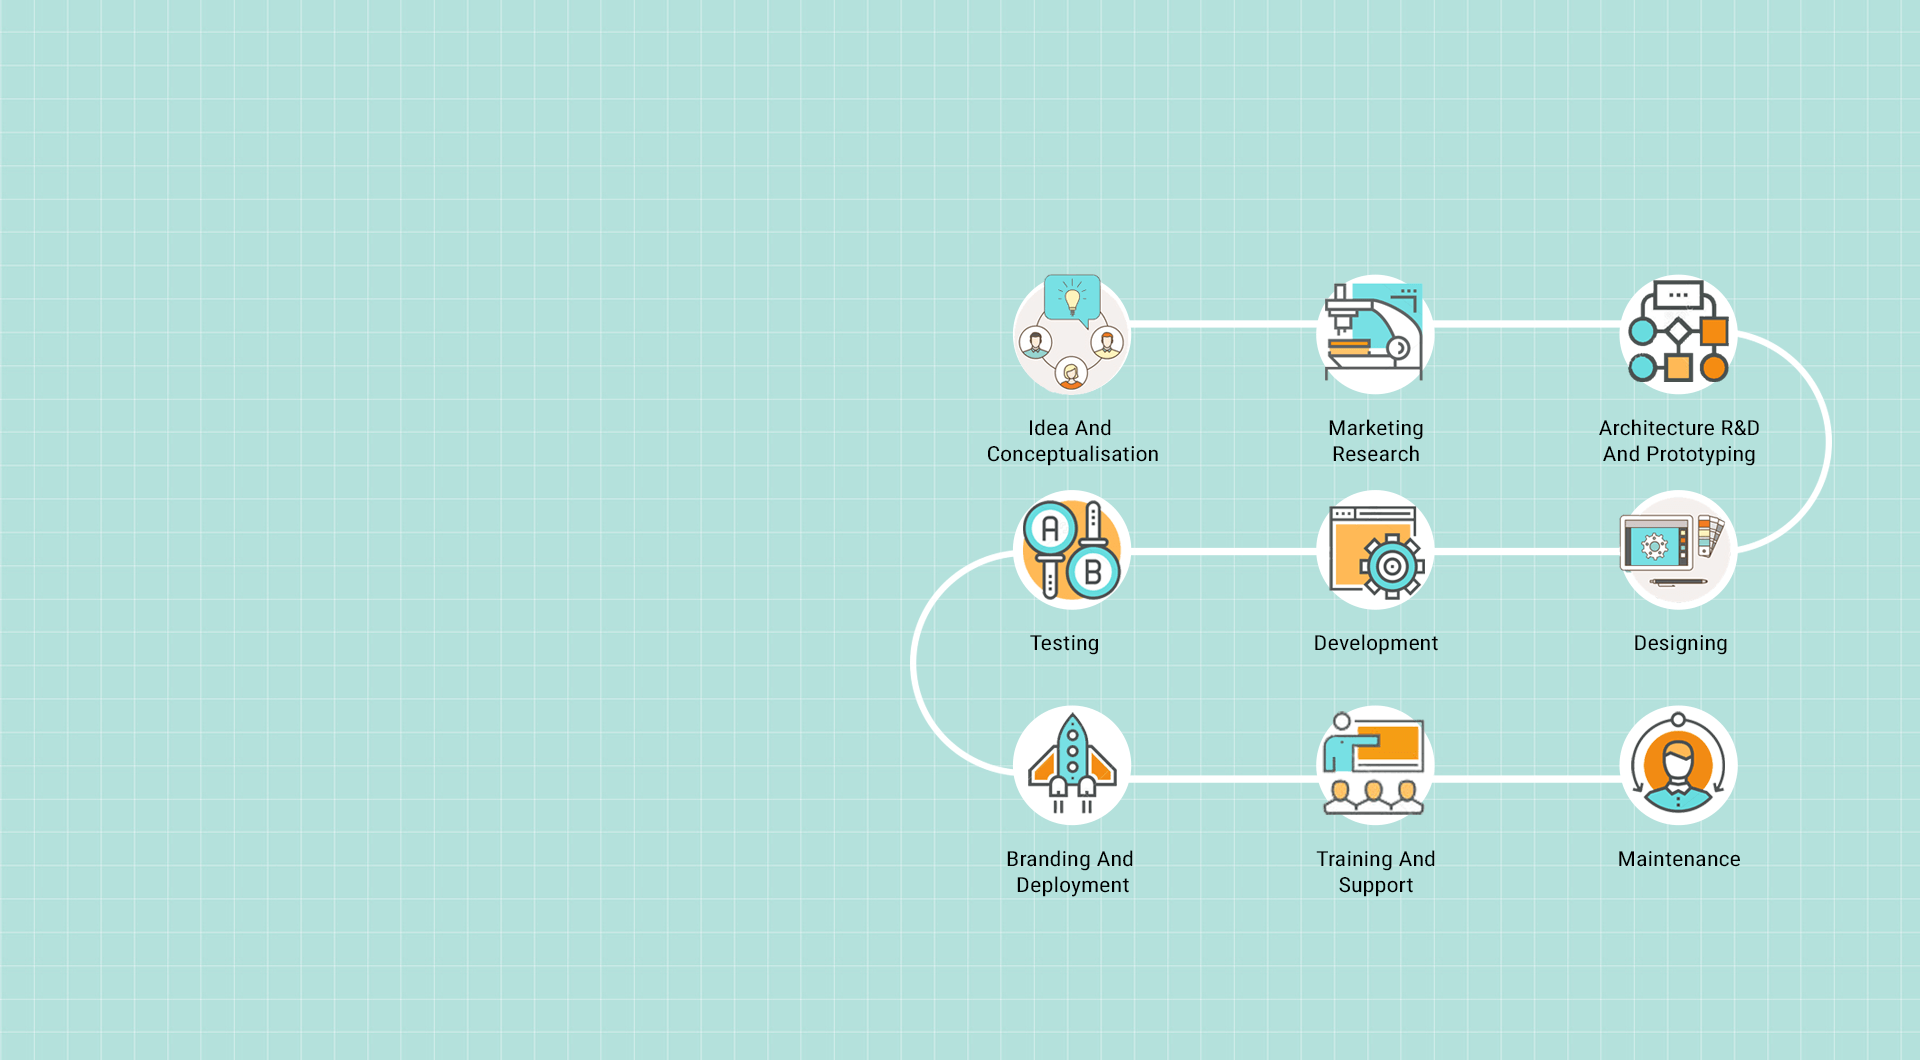 Idea And
Conceptualisation
Marketing
Research
Architecture R&D
And Prototyping
A
B
Testing
Development
Designing
Branding And
Deployment
Training And
Support
Maintenance